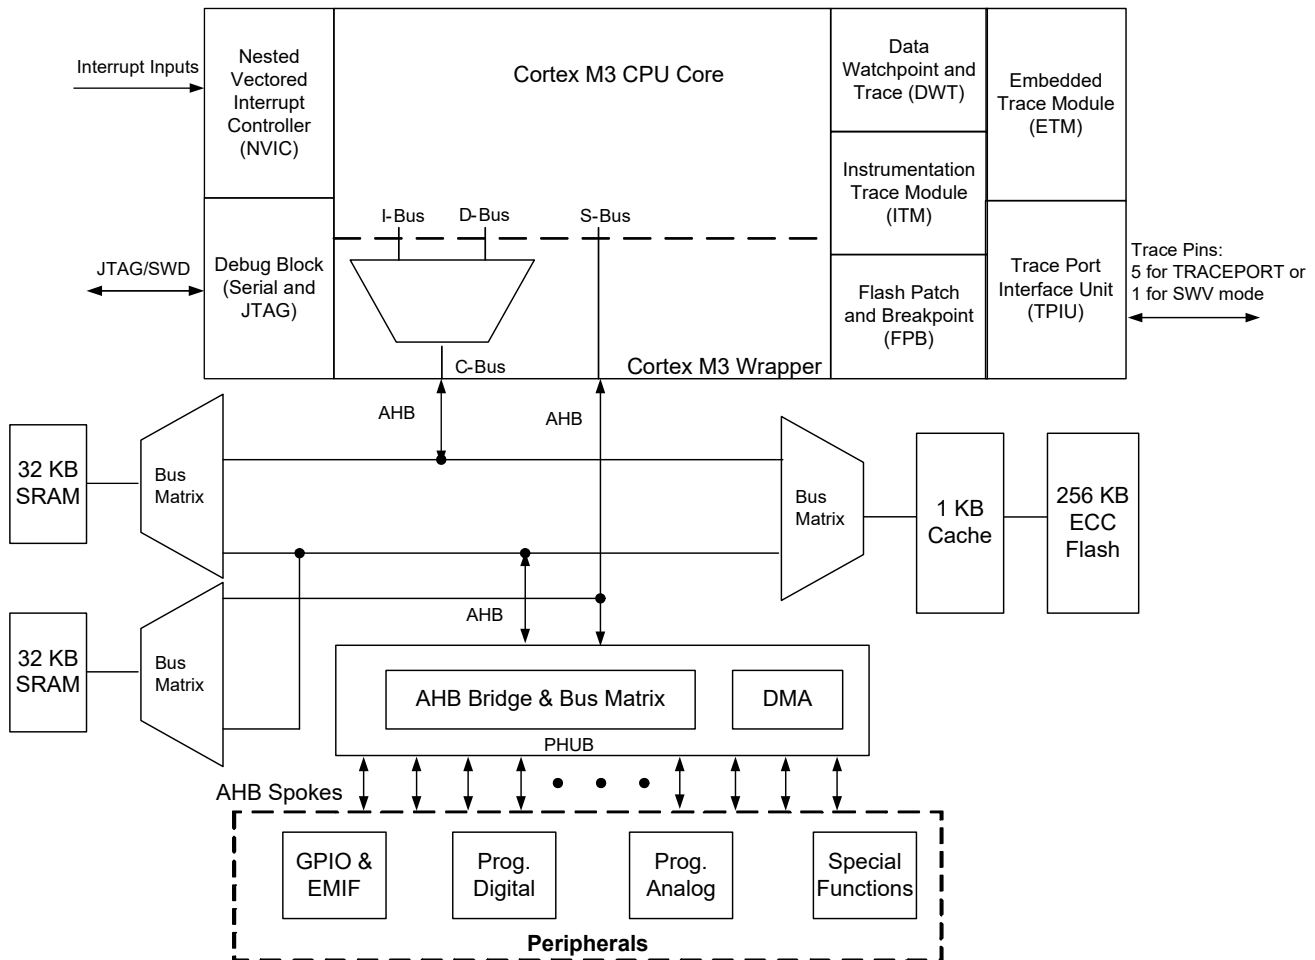 Interrupt Inputs
Nested
Vectored
Interrupt
Controller
(NVIC)
Cortex M3 CPU Core
Data
Watchpoint and
Trace (DWT)
Embedded
Trace Module
(ETM)
Instrumentation
Trace Module
(ITM)
I-Bus
D-Bus
S-Bus
JTAG/SWD
Debug Block
(Serial and
JTAG)
Flash Patch
and Breakpoint
(FPB)
Trace Port
Interface Unit
(TPIU)
Trace Pins:
5 for TRACEPORT or
1 for SWV mode
C-Bus
Cortex M3 Wrapper
AHB
AHB
32 KB
SRAM
Bus
Matrix
Bus
Matrix
1 KB
Cache
256 KB
ECC
Flash
AHB
32 KB
SRAM
Bus
Matrix
AHB Bridge & Bus Matrix
DMA
PHUB
AHB Spokes
GPIO &
EMIF
Prog.
Digital
Prog.
Analog
Special
Functions
Peripherals